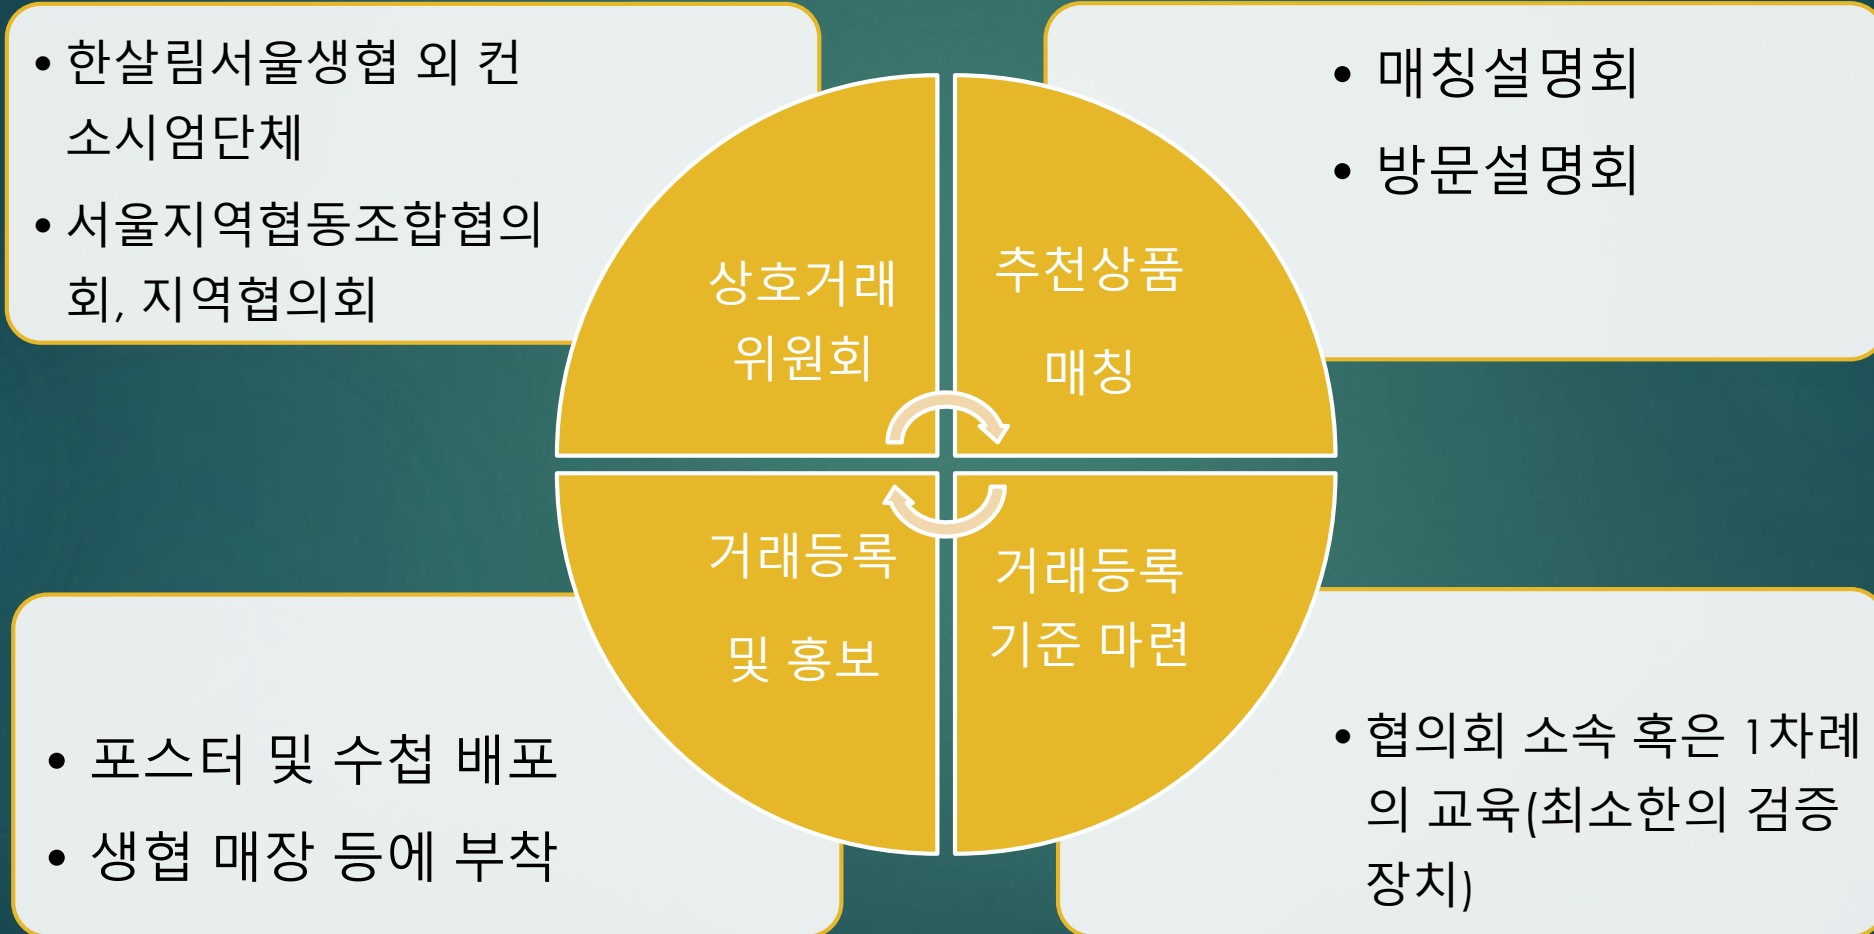 • 한살림서울생협 외 컨
소시엄단체
• 서울지역협동조합협의
회, 지역협의회
• 매칭설명회
• 방문설명회
상호거래
위원회
추천상품
매칭
거래등록
및 홍보
거래등록
기준 마련
• 포스터 및 수첩 배포
• 생협 매장 등에 부착
• 협의회 소속 혹은 1차례
의 교육(최소한의 검증
장치)